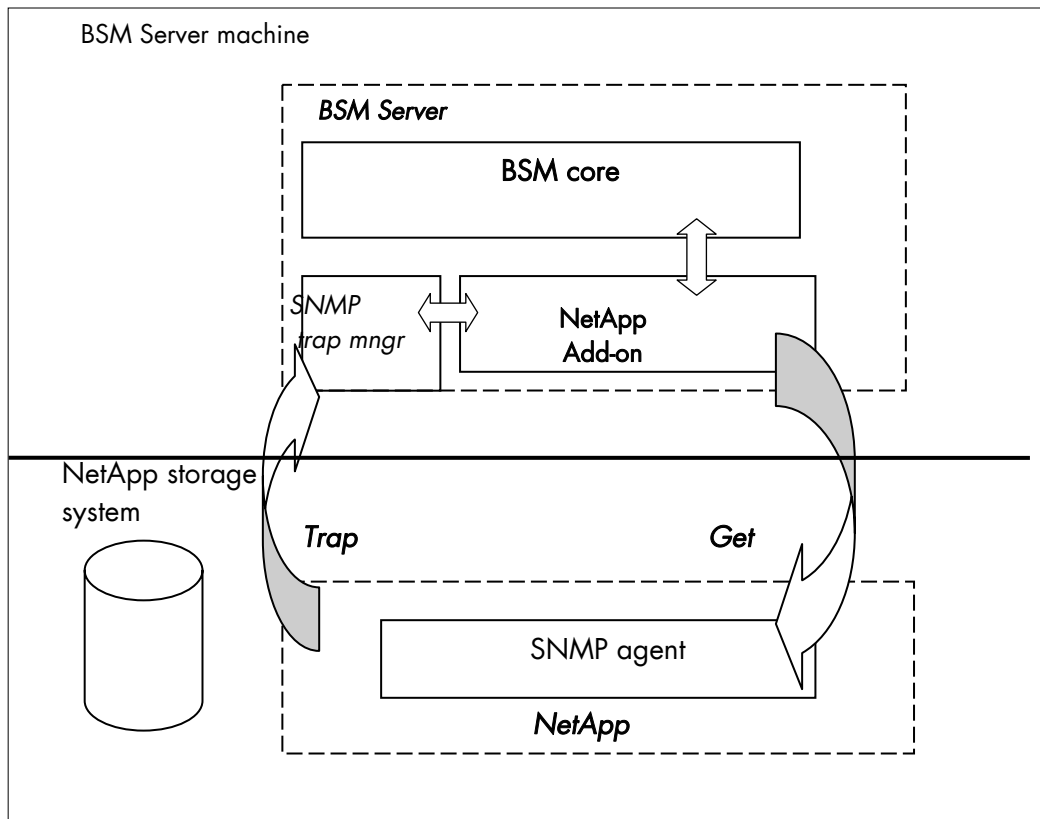 BSM Server machine
BSM Server
BSM core
SNMP
trap mngr
NetApp
Add-on
NetApp storage
system
Trap
Get
SNMP agent
NetApp